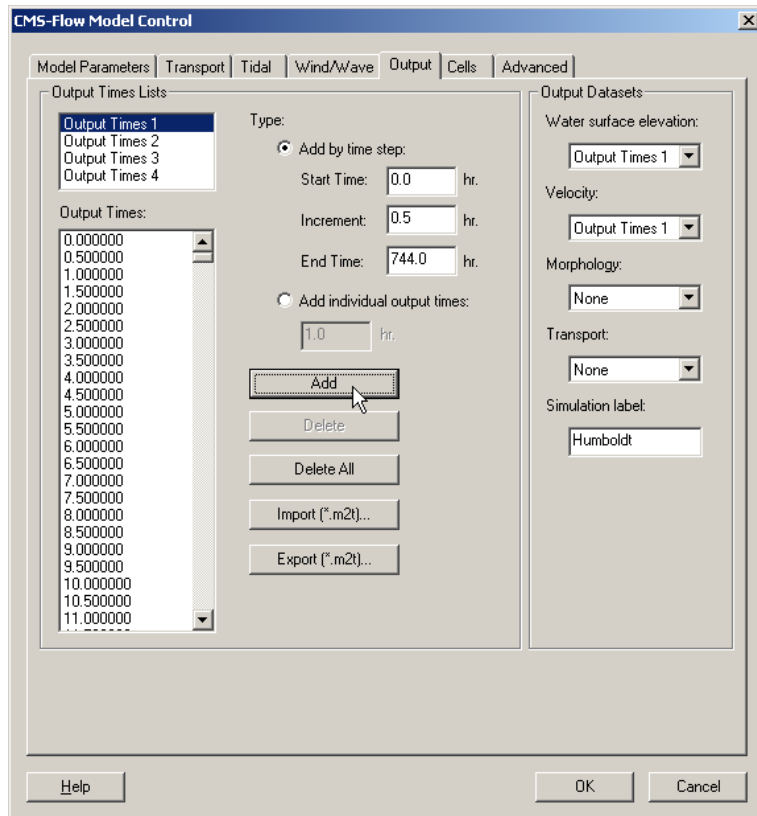 CMS-Flow Model Control
Model Parameters Transport Tidal Wind/Wave Output Cells Advanced
Output Times Lists
Output Times 1
Output Times 2
Output Times 3
Output Times 4
Output Times:
0.000000
0.500000
1.000000
1.500000
2.000000
2.500000
3.000000
3.500000
4.000000
4.500000
5.000000
5.500000
6.000000
6.500000
7.000000
7.500000
8.000000
8.500000
9.000000
9.500000
10.000000
10.500000
11.000000
Type:
Add by time step:
Start Time: 0.0 hr.
Increment: 0.5 hr.
End Time: 744.0 hr.
Add individual output times:
1.0 hr.
Add
Delete
Delete All
Import (*.m2t)...
Export (*.m2t)...
Output Datasets
Water surface elevation:
Output Times 1
Velocity:
Output Times 1
Morphology:
None
Transport:
None
Simulation label:
Humboldt
Help OK Cancel